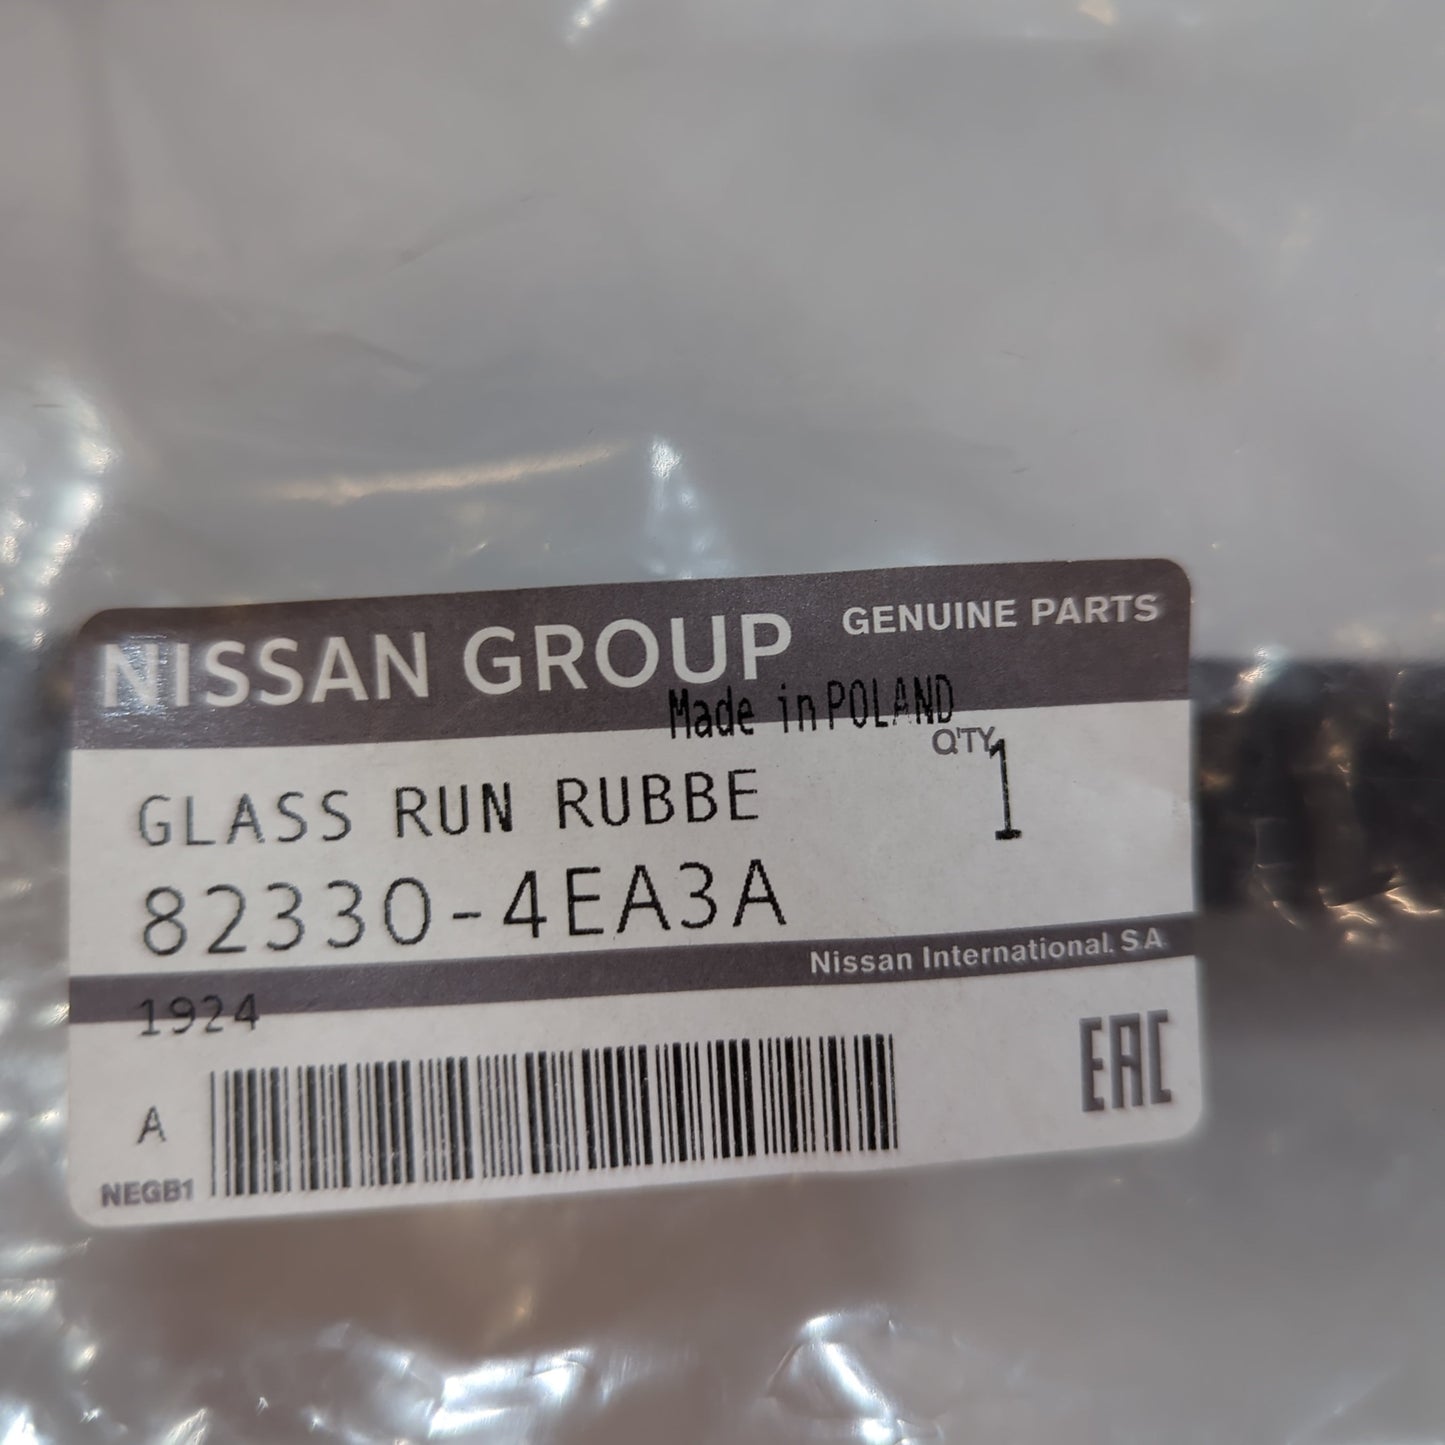 NISSAN GROUP GENUINE PARTS
Made in POLAND
Q'TY
GLASS RUN RUBBE 1
82330-4EA3A
Nissan International. SA
1924
A
EAC
NEGB1